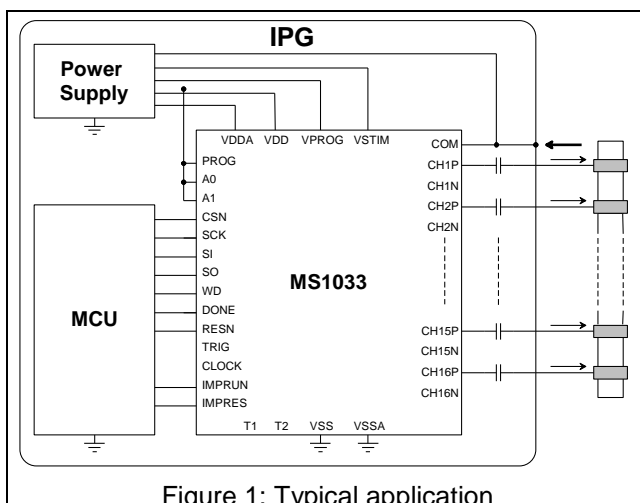 IPG
Power
Supply
VDDA VDD VPROG VSTIM
COM
PROG
CH1P
A0
CH1N
A1
CH2P
CSN
CH2N
SCK
SI
SO
MS1033
WD
MCU
DONE
RESN
CH15P
TRIG
CH15N
CLOCK
CH16P
IMPRUN
CH16N
IMPRES
T1 T2 VSS VSSA
Figure 1: Typical application